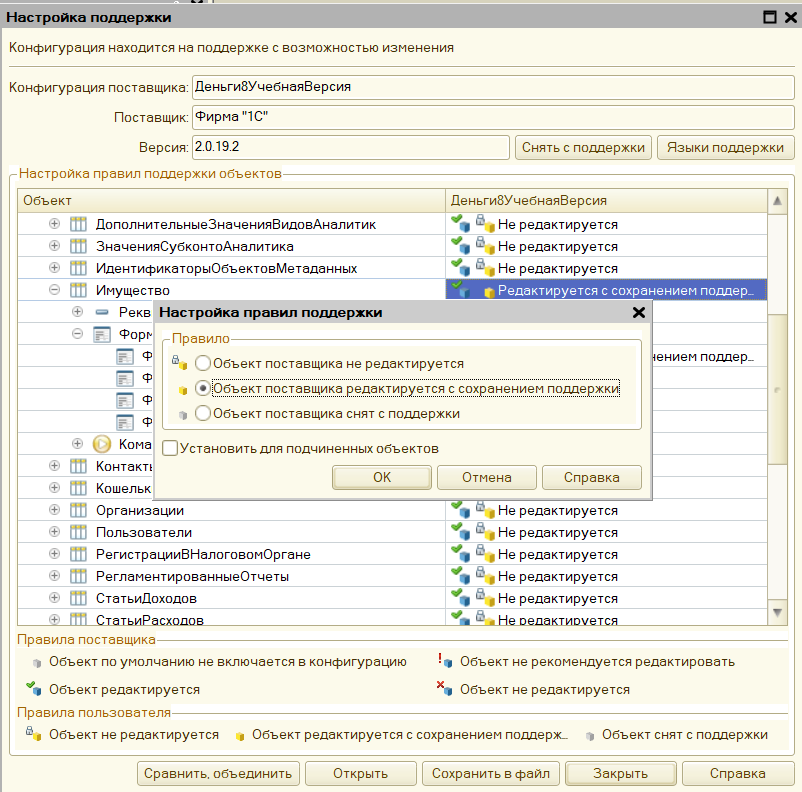 Настройка поддержки
Конфигурация находится на поддержке с возможностью изменения
Конфигурация поставщика: Деньги8УчебнаяВерсия
Поставщик: Фирма "1С"
Версия: 2.0.19.2 Снять с поддержки Языки поддержки
Настройка правил поддержки объектов
Объект Деньги8УчебнаяВерсия
ДополнительныеЗначенияВидовАналитик Не редактируется
ЗначенияСубконтоАналитика Не редактируется
ИдентификаторыОбъектовМетаданных Не редактируется
Имущество Редактируется с сохранением поддер...
Рекв
Форм
Ф нением поддер...
Ф
Ф
Ф
Кома
Контакть
Кошельк
Настройка правил поддержки
Правило
Объект поставщика не редактируется
Объект поставщика редактируется с сохранением поддержки
Объект поставщика снят с поддержки
Установить для подчиненных объектов
ОК Отмена Справка
Организации Не редактируется
Пользователи Не редактируется
РегистрацииВНалоговомОргане Не редактируется
РегламентированныеОтчеты Не редактируется
СтатьиДоходов Не редактируется
СтатьиРасходов Не редактируется
Правила поставщика
Объект по умолчанию не включается в конфигурацию Объект не рекомендуется редактировать
Объект редактируется Объект не редактируется
Правила пользователя
Объект не редактируется Объект редактируется с сохранением поддерж... Объект снят с поддержки
Сравнить, объединить Открыть Сохранить в файл Закрыть Справка